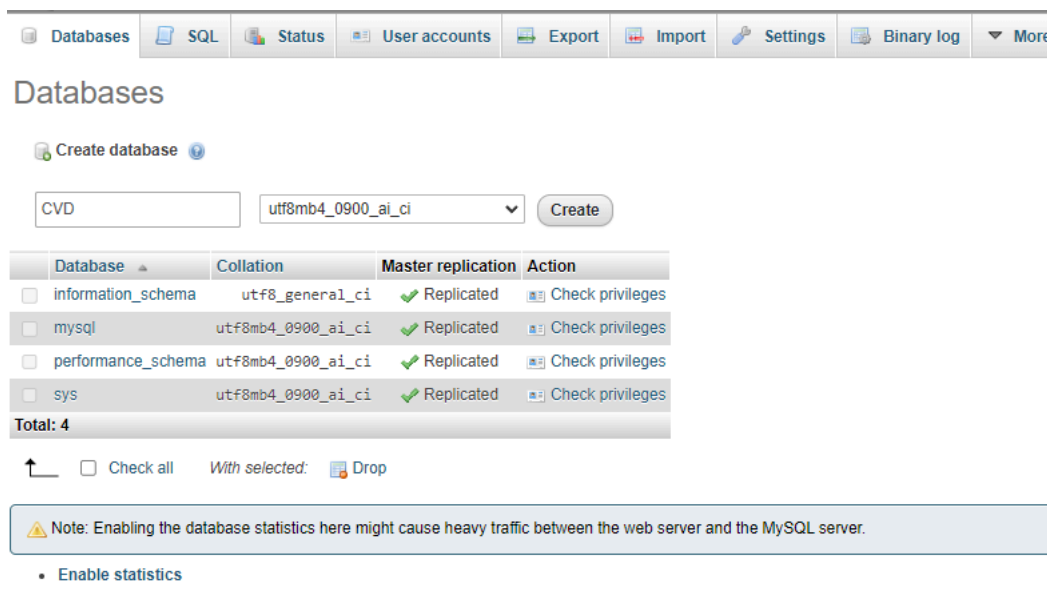 Databases SQL Status User accounts Export Import Settings Binary log More
Databases
Create database
CVD utf8mb4_0900_ai_ci Create
Database Collation Master replication Action
information_schema utf8_general_ci Replicated Check privileges
mysql utf8mb4_0900_ai_ci Replicated Check privileges
performance_schema utf8mb4_0900_ai_ci Replicated Check privileges
sys utf8mb4_0900_ai_ci Replicated Check privileges
Total: 4
Check all With selected: Drop
Note: Enabling the database statistics here might cause heavy traffic between the web server and the MySQL server.
• Enable statistics